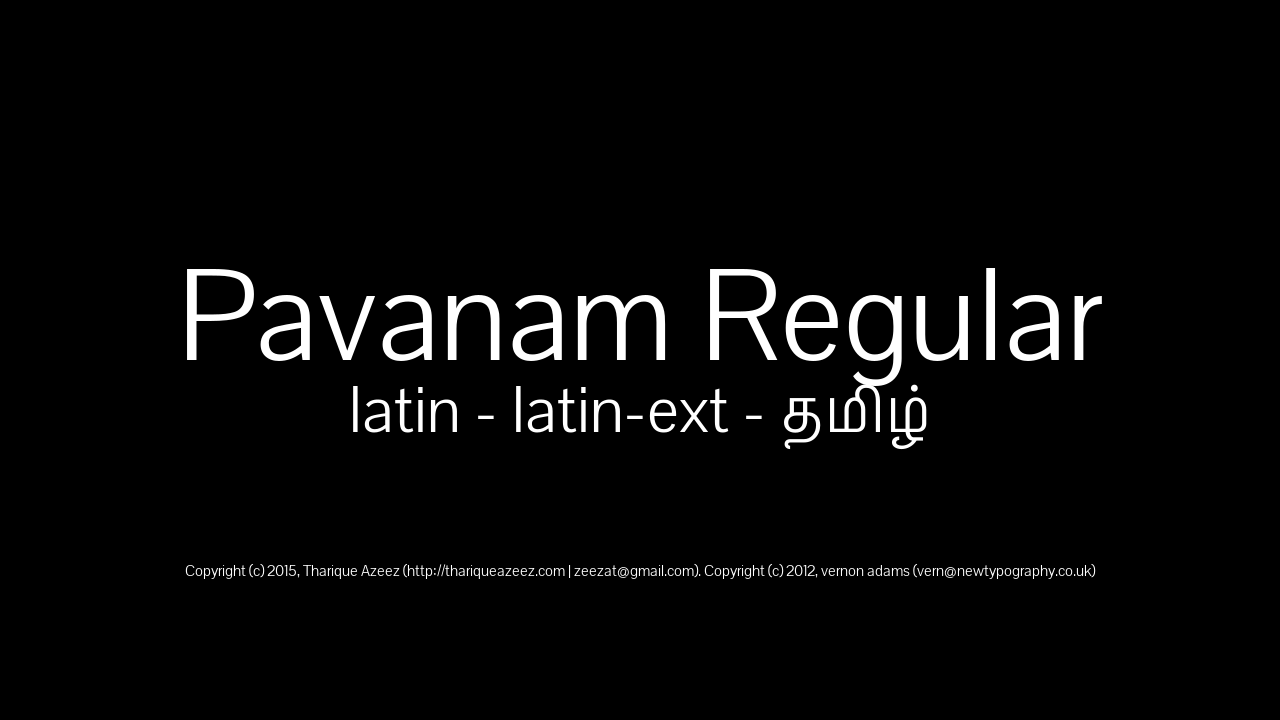 Pavanam Regular
latin - latin-ext - தமிழ்
Copyright (c) 2015, Tharique Azeez (http://thariqueazeez.com | zeezat@gmail.com). Copyright (c) 2012, vernon adams (vern@newtypography.co.uk)